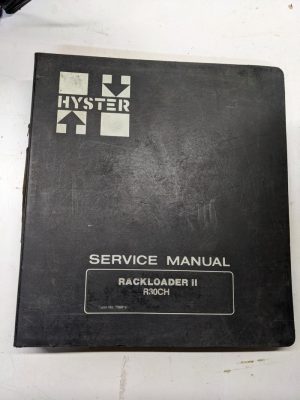 HYSTER
SERVICE MANUAL
RACKLOADER II
R30CH